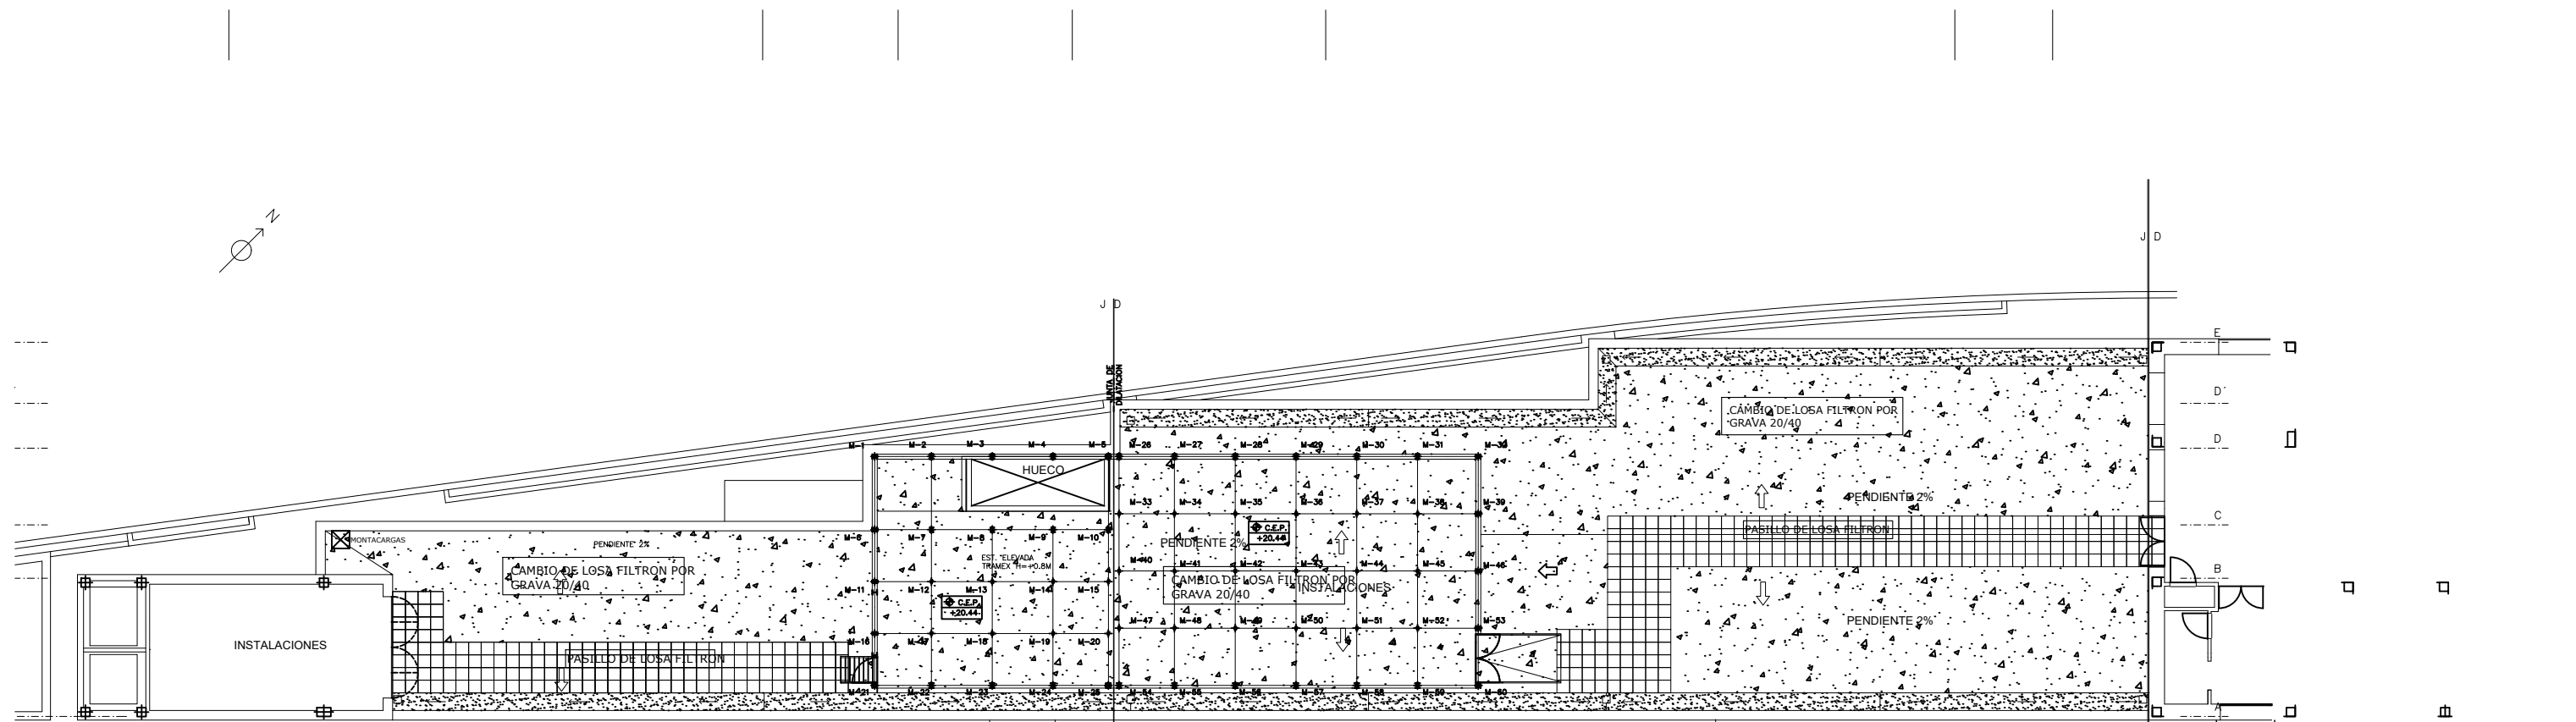 N
J D
J D
E
JUNTA DE
DILATACION
D´
CAMBIO DE LOSA FILTRON POR
GRAVA 20/40
D
M-1
M-2
M-3
M-4
M-5
M-26
M-27
M-28
M-29
M-30
M-31
M-32
HUECO
PENDIENTE 2%
M-33
M-34
M-35
M-36
M-37
M-38
M-39
C
PASILLO DE LOSA FILTRON
C.E.P.
+20.44
MONTACARGAS
PENDIENTE 2%
M-6
M-7
M-8
M-9
M-10
PENDIENTE 2%
EST. ELEVADA
TRAMEX H=+0.8M
M-40
M-41
M-42
M-43
M-44
M-45
M-46
B
CAMBIO DE LOSA FILTRON POR
GRAVA 20/40
CAMBIO DE LOSA FILTRON POR
GRAVA 20/40
INSTALACIONES
M-11
M-12
M-13
M-14
M-15
C.E.P.
+20.44
M-47
M-48
M-49
M-50
M-51
M-52
M-53
PENDIENTE 2%
INSTALACIONES
M-16
M-17
M-18
M-19
M-20
PASILLO DE LOSA FILTRON
M-21
M-22
M-23
M-24
M-25
M-54
M-55
M-56
M-57
M-58
M-59
M-60
A